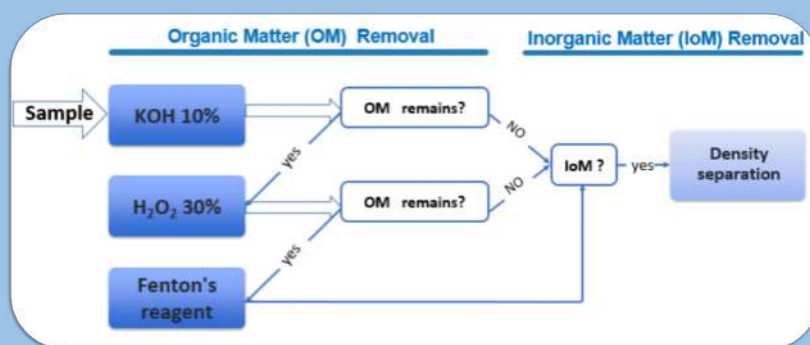 Organic Matter (OM) Removal
Inorganic Matter (IoM) Removal
Sample
KOH 10%
OM remains?
NO
yes
IoM ?
yes
Density
separation
H₂O₂ 30%
OM remains?
NO
yes
Fenton's
reagent